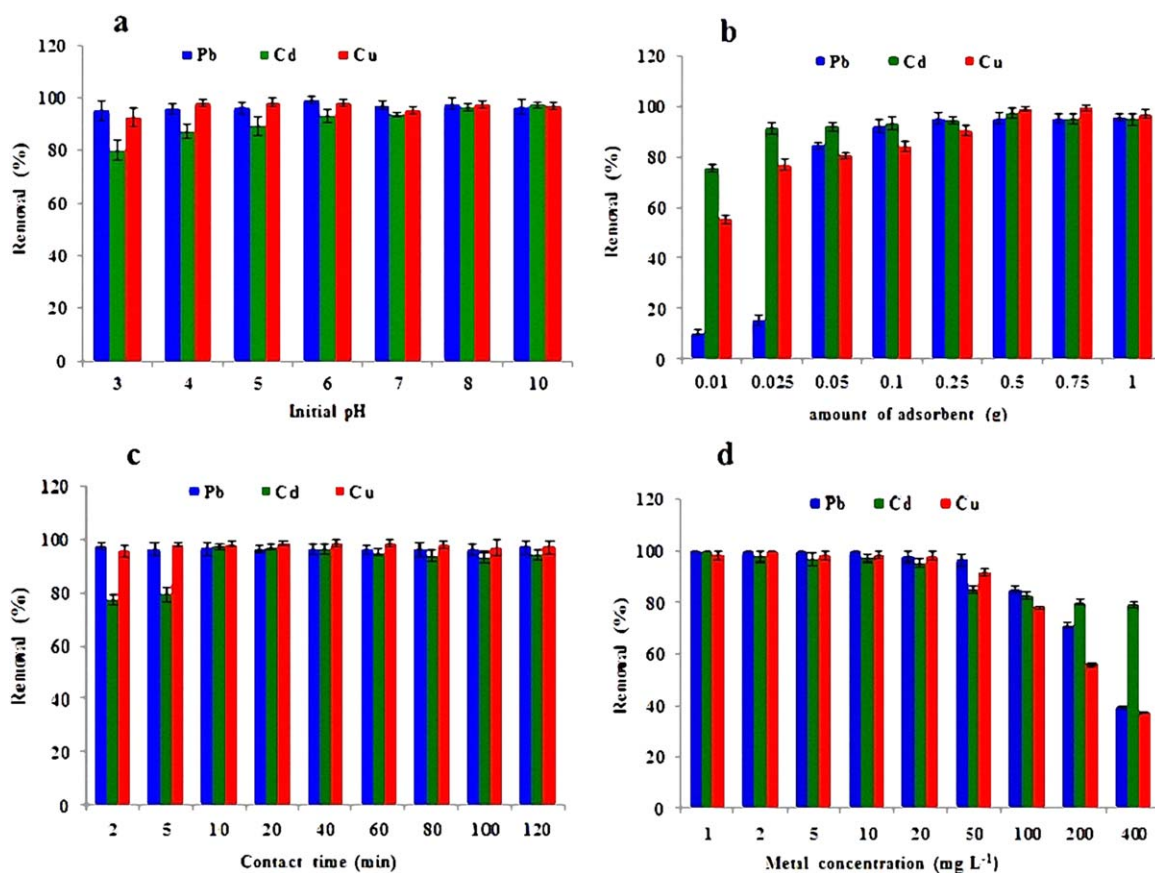 a
Pb Cd Cu
120
100
80
60
40
20
0
Removal (%)
3 4 5 6 7 8 10
Initial pH
b
Pb Cd Cu
120
100
80
60
40
20
0
Removal (%)
0.01 0.025 0.05 0.1 0.25 0.5 0.75 1
amount of adsorbent (g)
c
Pb Cd Cu
120
100
80
60
40
20
0
Removal (%)
2 5 10 20 40 60 80 100 120
Contact time (min)
d
Pb Cd Cu
120
100
80
60
40
20
0
Removal (%)
1 2 5 10 20 50 100 200 400
Metal concentration (mg L⁻¹)